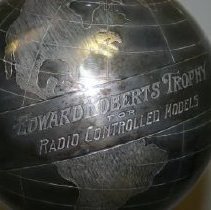 EDWARD ROBERTS TROPHY
FOR
RADIO CONTROLLED MODELS